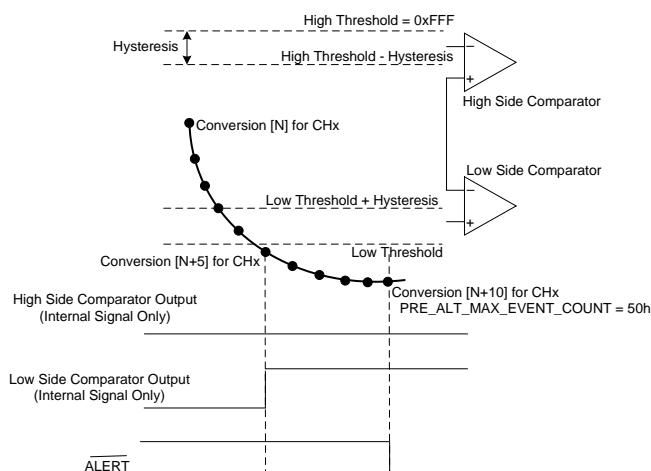 High Threshold = 0xFFF
Hysteresis
High Threshold - Hysteresis
−
+
High Side Comparator
Conversion [N] for CHx
Low Side Comparator
−
+
Low Threshold + Hysteresis
Low Threshold
Conversion [N+5] for CHx
Conversion [N+10] for CHx
PRE_ALT_MAX_EVENT_COUNT = 50h
High Side Comparator Output
(Internal Signal Only)
Low Side Comparator Output
(Internal Signal Only)
ALERT